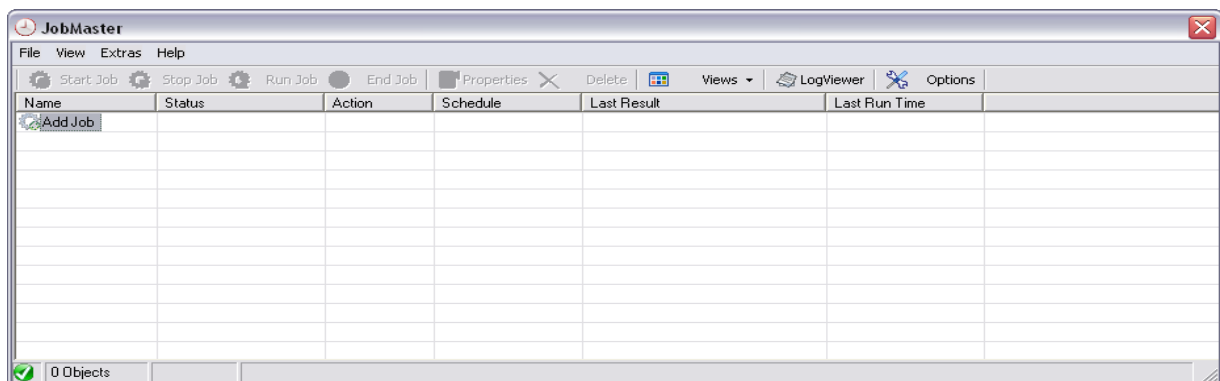 JobMaster
File View Extras Help
Start Job Stop Job Run Job End Job Properties Delete Views LogViewer Options
Name Status Action Schedule Last Result Last Run Time
Add Job
0 Objects